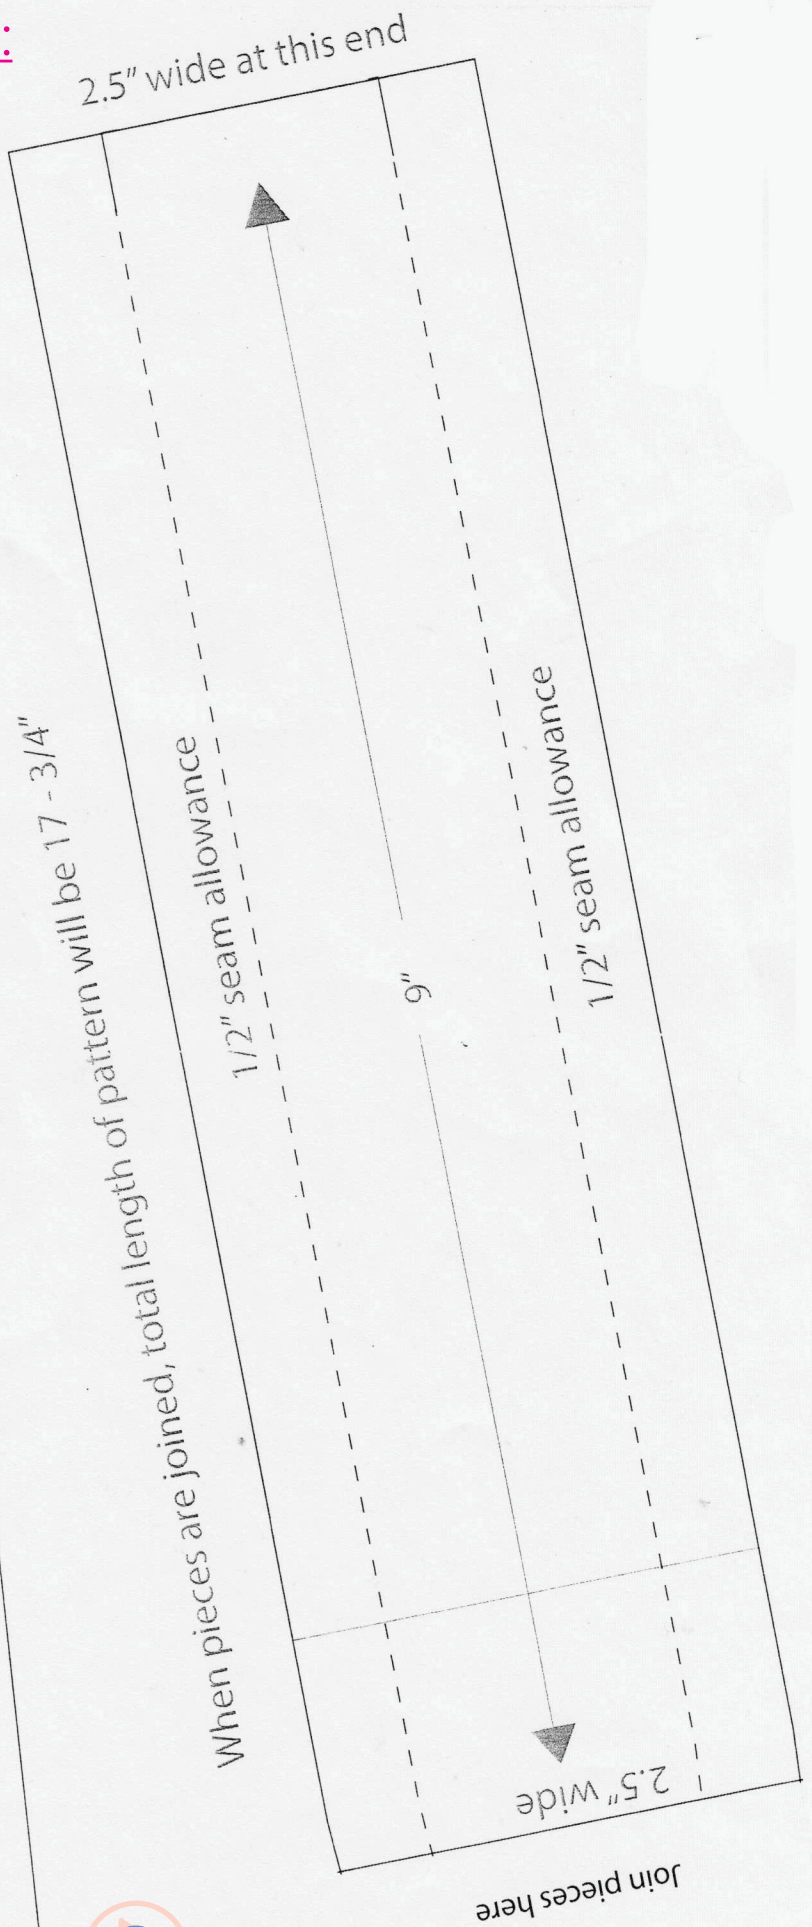 2.5" wide at this end
When pieces are joined, total length of pattern will be 17 - 3/4"
1/2" seam allowance
9"
1/2" seam allowance
2.5" wide
Join pieces here